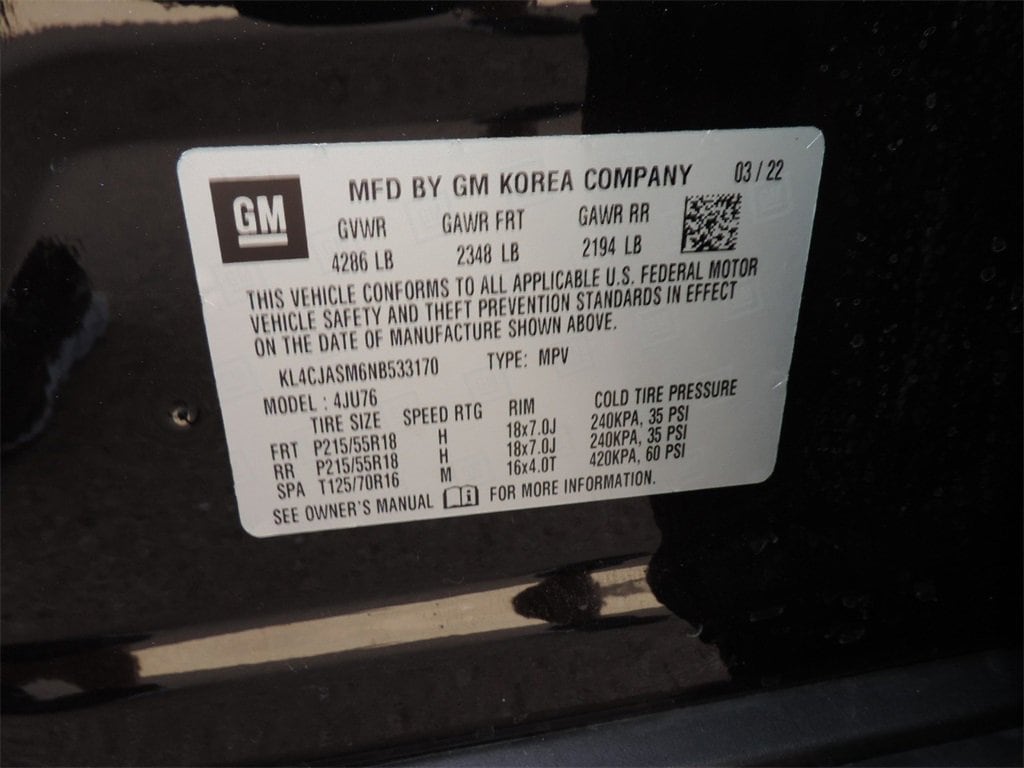 GM
MFD BY GM KOREA COMPANY 03 / 22
GVWR GAWR FRT GAWR RR
4286 LB 2348 LB 2194 LB
THIS VEHICLE CONFORMS TO ALL APPLICABLE U.S. FEDERAL MOTOR
VEHICLE SAFETY AND THEFT PREVENTION STANDARDS IN EFFECT
ON THE DATE OF MANUFACTURE SHOWN ABOVE.
KL4CJASM6NB533170 TYPE: MPV
MODEL : 4JU76
TIRE SIZE SPEED RTG RIM COLD TIRE PRESSURE
FRT P215/55R18 H 18x7.0J 240KPA, 35 PSI
RR P215/55R18 H 18x7.0J 240KPA, 35 PSI
SPA T125/70R16 M 16x4.0T 420KPA, 60 PSI
SEE OWNER'S MANUAL i FOR MORE INFORMATION.